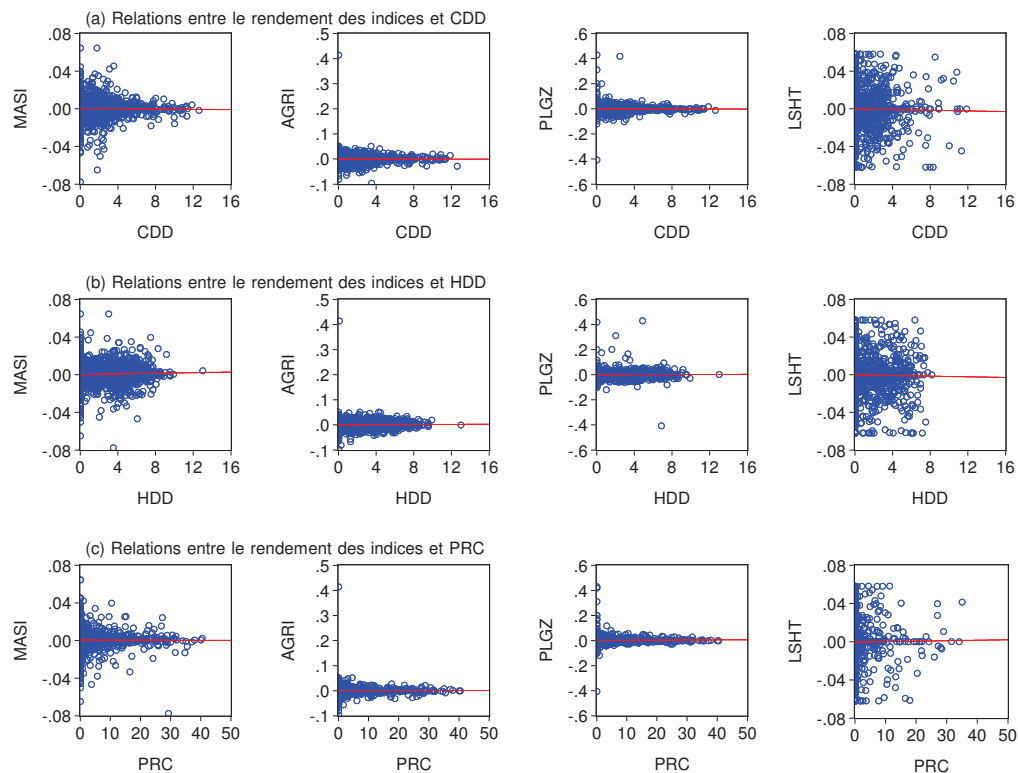 (a) Relations entre le rendement des indices et CDD
.08 .5 .6 .08
.04 .4 .4 .04
.3 .2
.00 .2 .0 .00
.1 -.2
-.04 .0 -.4 -.04
-.08 -.1 -.6 -.08
MASI AGRI PLGZ LSHT
0 4 8 12 16 0 4 8 12 16 0 4 8 12 16 0 4 8 12 16
CDD CDD CDD CDD
(b) Relations entre le rendement des indices et HDD
.08 .5 .6 .08
.04 .4 .4 .04
.3 .2
.00 .2 .0 .00
.1 -.2
-.04 .0 -.4 -.04
-.08 -.1 -.6 -.08
MASI AGRI PLGZ LSHT
0 4 8 12 16 0 4 8 12 16 0 4 8 12 16 0 4 8 12 16
HDD HDD HDD HDD
(c) Relations entre le rendement des indices et PRC
.08 .5 .6 .08
.04 .4 .4 .04
.3 .2
.00 .2 .0 .00
.1 -.2
-.04 .0 -.4 -.04
-.08 -.1 -.6 -.08
MASI AGRI PLGZ LSHT
0 10 20 30 40 50 0 10 20 30 40 50 0 10 20 30 40 50 0 10 20 30 40 50
PRC PRC PRC PRC